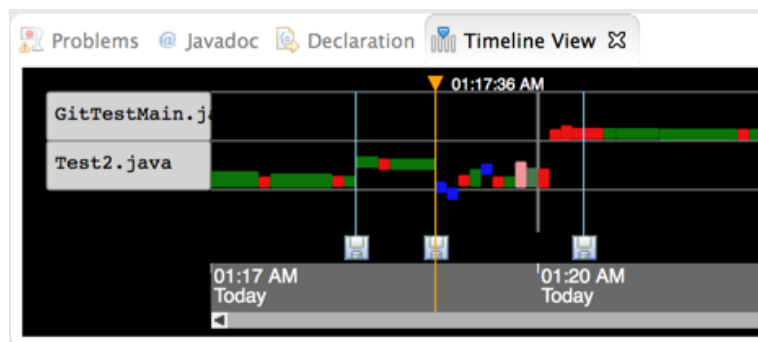 Problems @ Javadoc Declaration Timeline View
01:17:36 AM
GitTestMain.j
Test2.java
01:17 AM 01:20 AM
Today Today